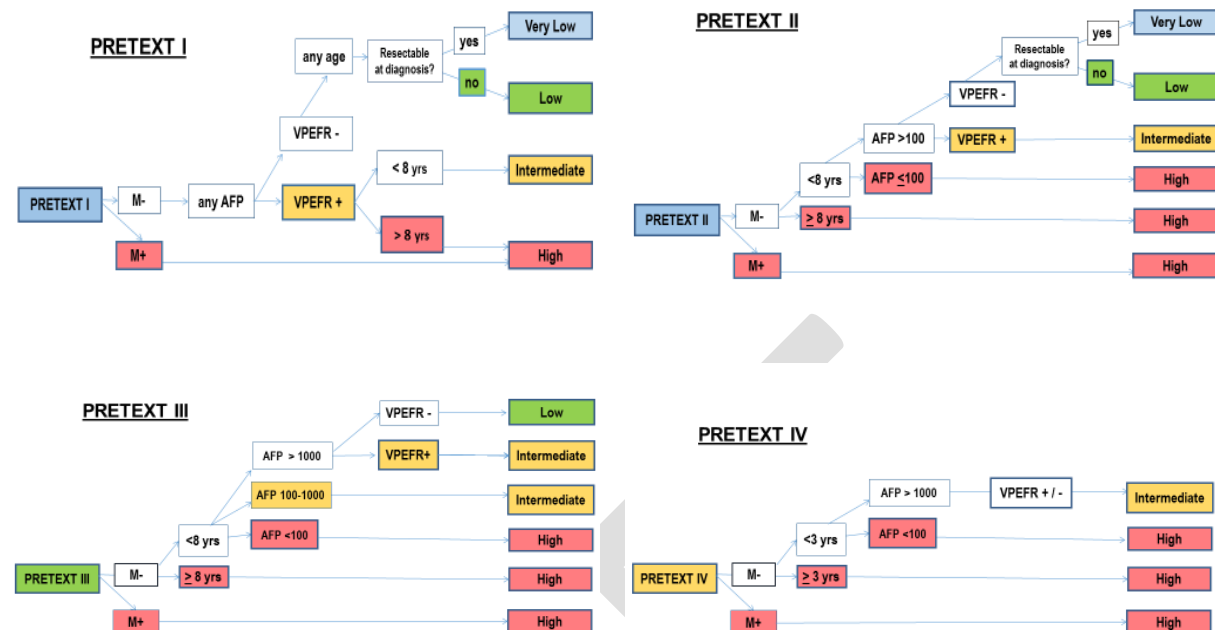 PRETEXT I
any age
Resectable
at diagnosis?
yes
no
Very Low
Low
VPEFR -
< 8 yrs
Intermediate
PRETEXT I
M-
any AFP
VPEFR +
> 8 yrs
High
M+
PRETEXT II
yes
Very Low
Resectable
at diagnosis?
no
Low
VPEFR -
AFP >100
VPEFR +
Intermediate
<8 yrs
AFP ≤100
High
PRETEXT II
M-
≥ 8 yrs
High
M+
High
PRETEXT III
VPEFR -
Low
AFP > 1000
VPEFR+
Intermediate
AFP 100-1000
Intermediate
<8 yrs
AFP <100
High
PRETEXT III
M-
≥ 8 yrs
High
M+
High
PRETEXT IV
AFP > 1000
VPEFR + / -
Intermediate
<3 yrs
AFP <100
High
PRETEXT IV
M-
≥ 3 yrs
High
M+
High